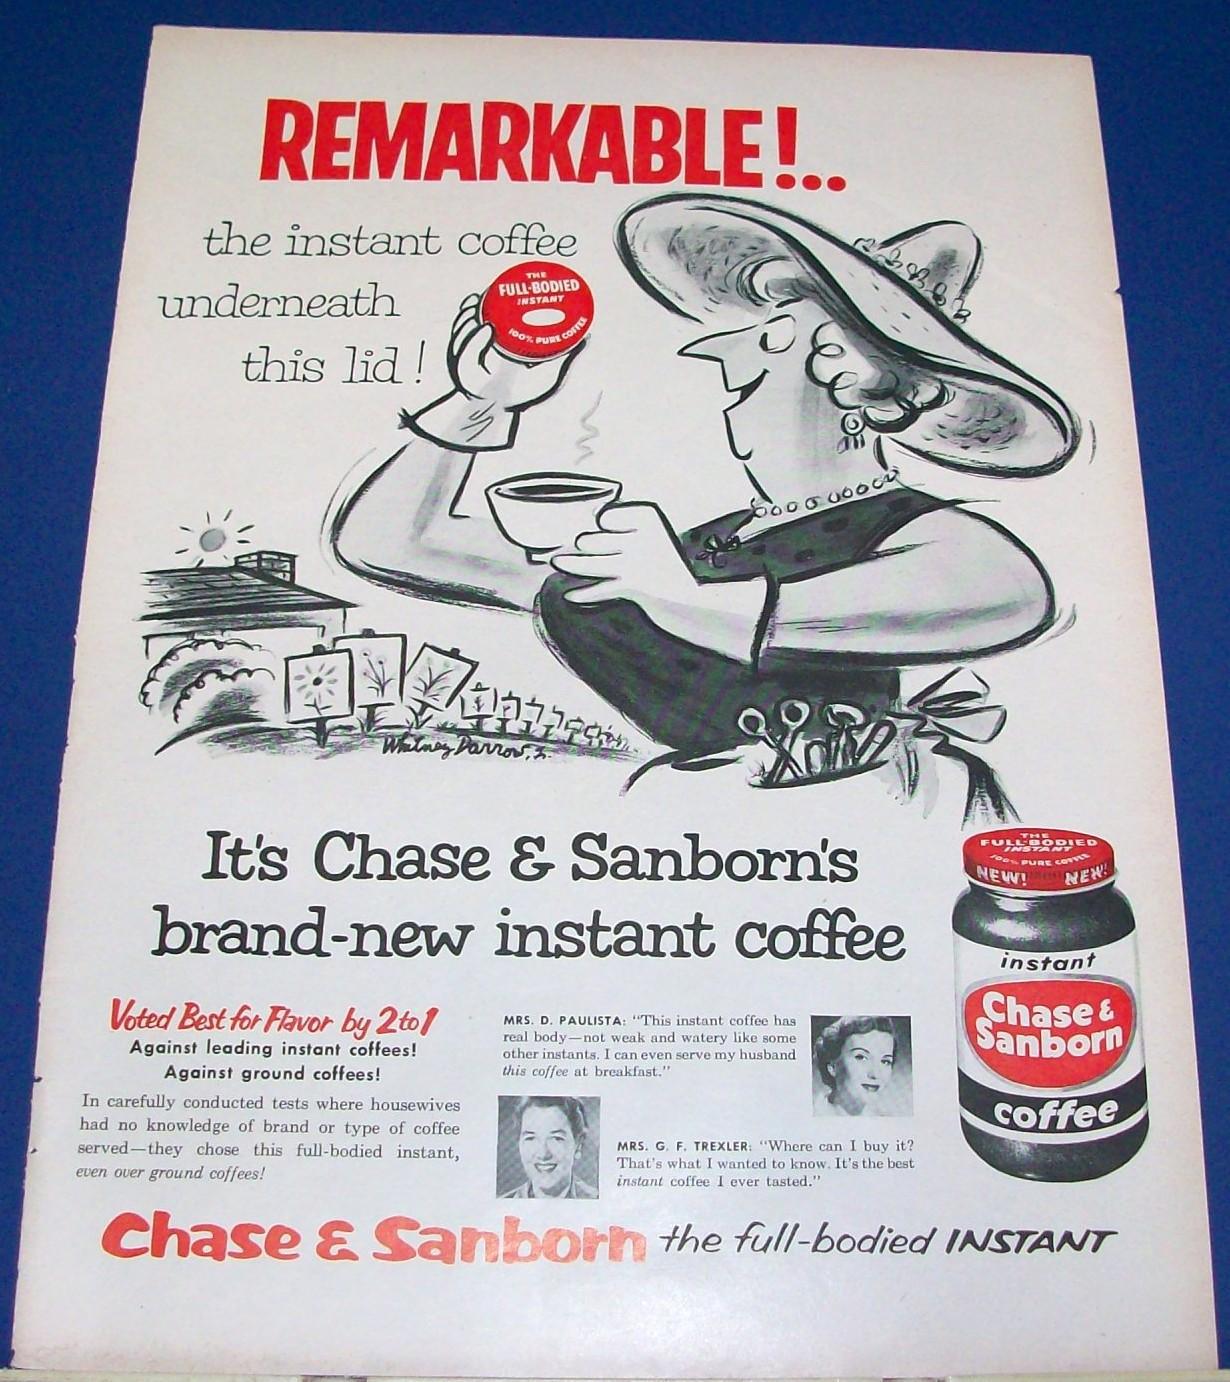 REMARKABLE!...
the instant coffee
underneath
this lid!
THE
FULL-BODIED
INSTANT
100% PURE COFFEE
Whitney Darrow, Jr.
It's Chase & Sanborn's
brand-new instant coffee
THE
FULL-BODIED
INSTANT
100% PURE COFFEE
NEW! NEW!
instant
Chase &
Sanborn
coffee
Voted Best for Flavor by 2 to 1
Against leading instant coffees!
Against ground coffees!
In carefully conducted tests where housewives
had no knowledge of brand or type of coffee
served—they chose this full-bodied instant,
even over ground coffees!
MRS. D. PAULISTA: "This instant coffee has
real body—not weak and watery like some
other instants. I can even serve my husband
this coffee at breakfast."
MRS. G. F. TREXLER: "Where can I buy it?
That's what I wanted to know. It's the best
instant coffee I ever tasted."
Chase & Sanborn the full-bodied INSTANT